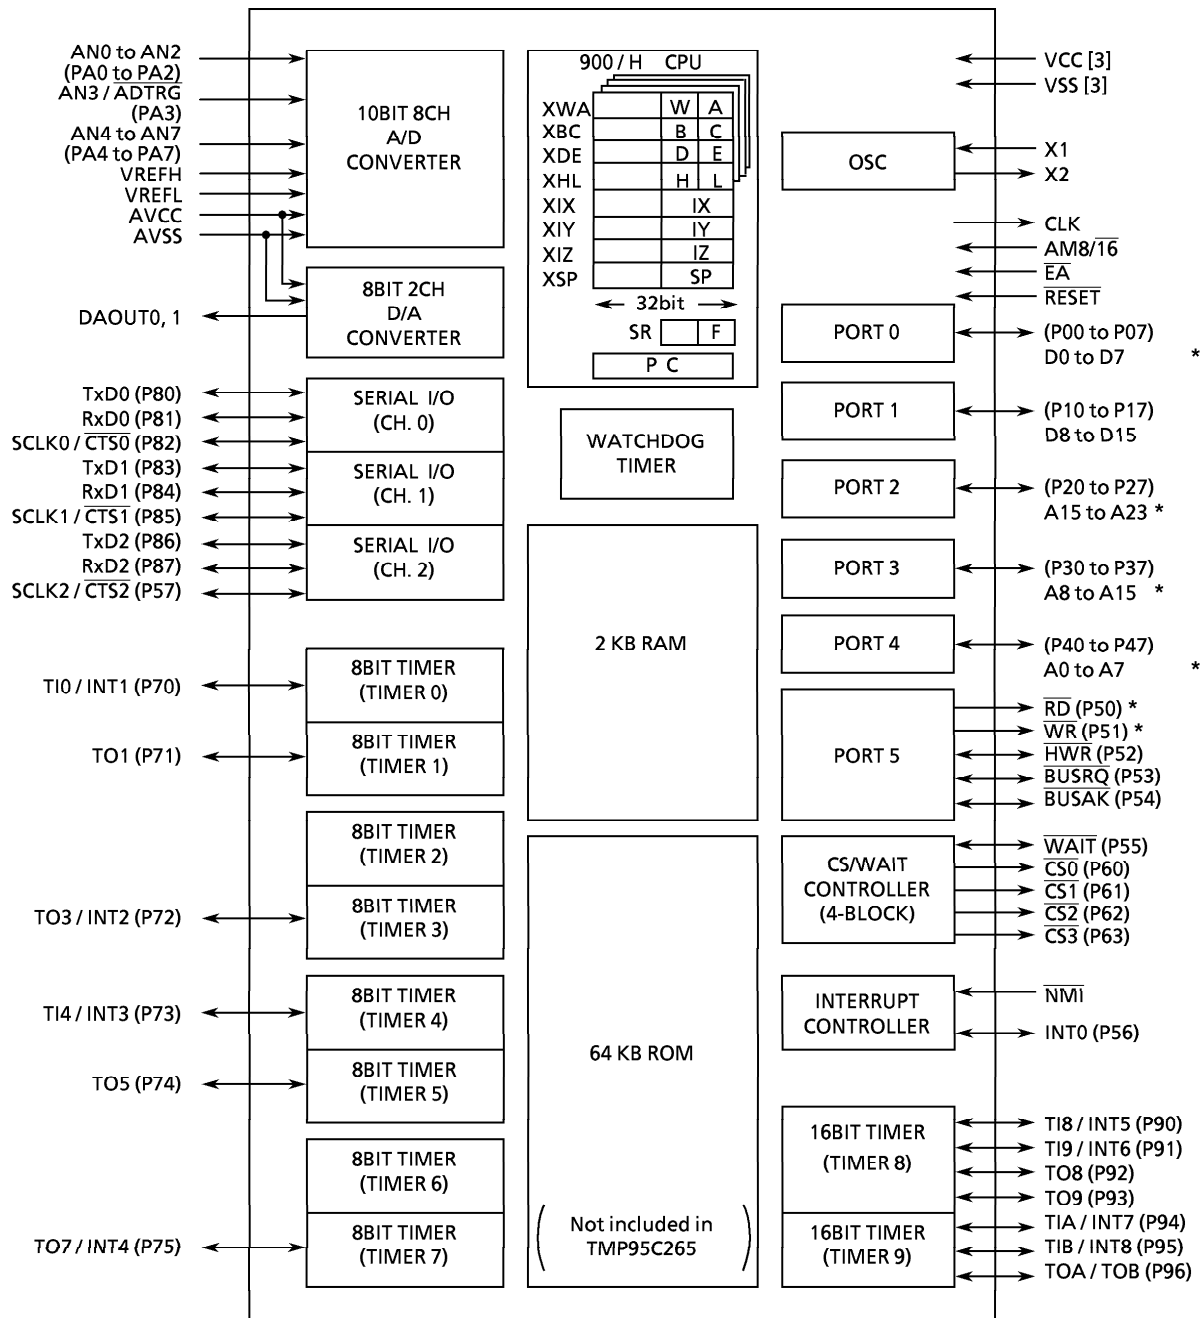 AN0 to AN2
(PA0 to PA2)
AN3 / ADTRG
(PA3)
AN4 to AN7
(PA4 to PA7)
VREFH
VREFL
AVCC
AVSS
10BIT 8CH
A/D
CONVERTER
DAOUT0, 1
8BIT 2CH
D/A
CONVERTER
TxD0 (P80)
RxD0 (P81)
SCLK0 / CTS0 (P82)
SERIAL I/O
(CH. 0)
TxD1 (P83)
RxD1 (P84)
SCLK1 / CTS1 (P85)
SERIAL I/O
(CH. 1)
TxD2 (P86)
RxD2 (P87)
SCLK2 / CTS2 (P57)
SERIAL I/O
(CH. 2)
TI0 / INT1 (P70)
8BIT TIMER
(TIMER 0)
TO1 (P71)
8BIT TIMER
(TIMER 1)
8BIT TIMER
(TIMER 2)
TO3 / INT2 (P72)
8BIT TIMER
(TIMER 3)
TI4 / INT3 (P73)
8BIT TIMER
(TIMER 4)
TO5 (P74)
8BIT TIMER
(TIMER 5)
8BIT TIMER
(TIMER 6)
TO7 / INT4 (P75)
8BIT TIMER
(TIMER 7)
900 / H CPU
XWA W A
XBC B C
XDE D E
XHL H L
XIX IX
XIY IY
XIZ IZ
XSP SP
32bit
SR F
P C
WATCHDOG
TIMER
2 KB RAM
64 KB ROM
Not included in
TMP95C265
VCC [3]
VSS [3]
OSC
X1
X2
CLK
AM8/16
EA
RESET
PORT 0
(P00 to P07)
D0 to D7 *
PORT 1
(P10 to P17)
D8 to D15
PORT 2
(P20 to P27)
A15 to A23 *
PORT 3
(P30 to P37)
A8 to A15 *
PORT 4
(P40 to P47)
A0 to A7 *
PORT 5
RD (P50) *
WR (P51) *
HWR (P52)
BUSRQ (P53)
BUSAK (P54)
CS/WAIT
CONTROLLER
(4-BLOCK)
WAIT (P55)
CS0 (P60)
CS1 (P61)
CS2 (P62)
CS3 (P63)
INTERRUPT
CONTROLLER
NMI
INT0 (P56)
16BIT TIMER
(TIMER 8)
TI8 / INT5 (P90)
TI9 / INT6 (P91)
TO8 (P92)
TO9 (P93)
16BIT TIMER
(TIMER 9)
TIA / INT7 (P94)
TIB / INT8 (P95)
TOA / TOB (P96)